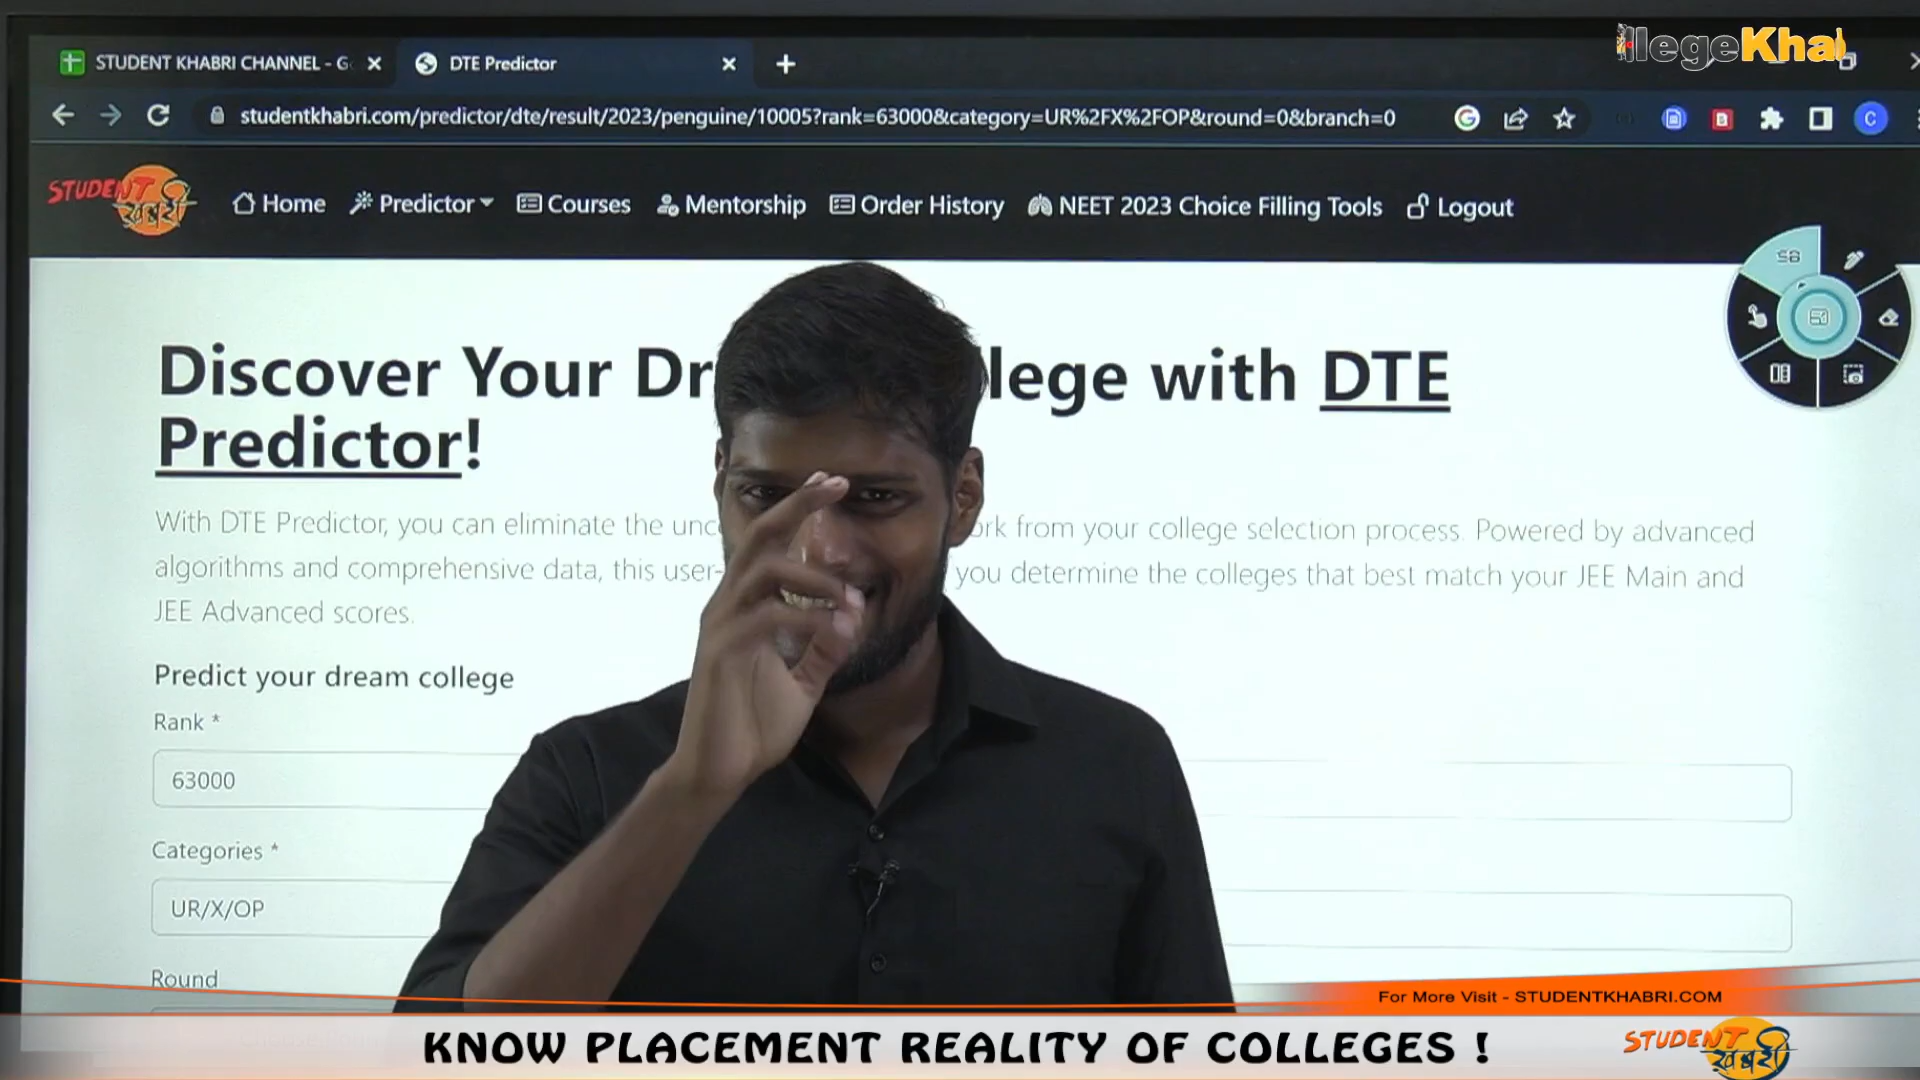 STUDENT KHABRI CHANNEL - G
DTE Predictor
llegeKha
studentkhabri.com/predictor/dte/result/2023/penguine/10005?rank=63000&category=UR%2FX%2FOP&round=0&branch=0
STUDENT खबरी
Home
Predictor
Courses
Mentorship
Order History
NEET 2023 Choice Filling Tools
Logout
Discover Your Dr lege with DTE
Predictor!
With DTE Predictor, you can eliminate the unc rk from your college selection process. Powered by advanced
algorithms and comprehensive data, this user- you determine the colleges that best match your JEE Main and
JEE Advanced scores.
Predict your dream college
Rank *
63000
Categories *
UR/X/OP
Round
For More Visit - STUDENTKHABRI.COM
KNOW PLACEMENT REALITY OF COLLEGES !
STUDENT खबरी